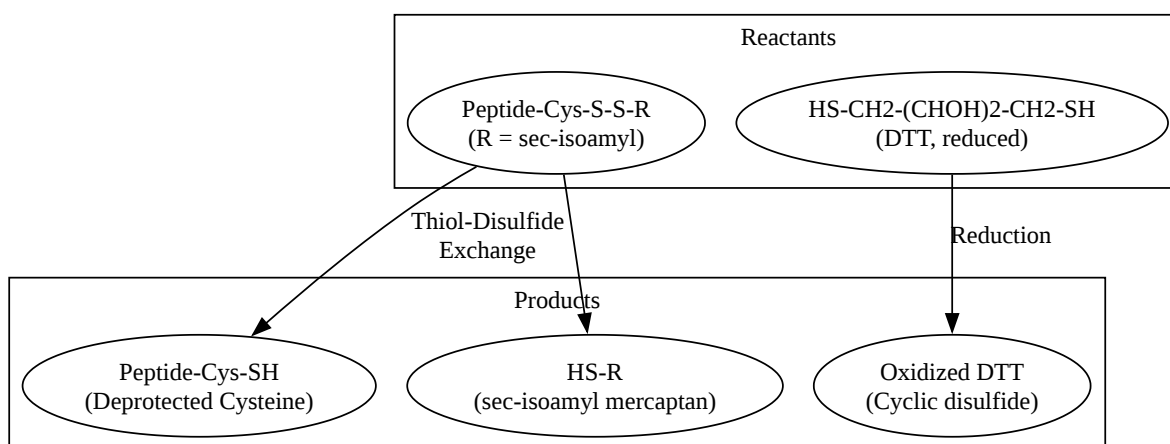 Reactants
Peptide-Cys-S-S-R
(R = sec-isoamyl)
HS-CH2-(CHOH)2-CH2-SH
(DTT, reduced)
Thiol-Disulfide
Exchange
Reduction
Products
Peptide-Cys-SH
(Deprotected Cysteine)
HS-R
(sec-isoamyl mercaptan)
Oxidized DTT
(Cyclic disulfide)